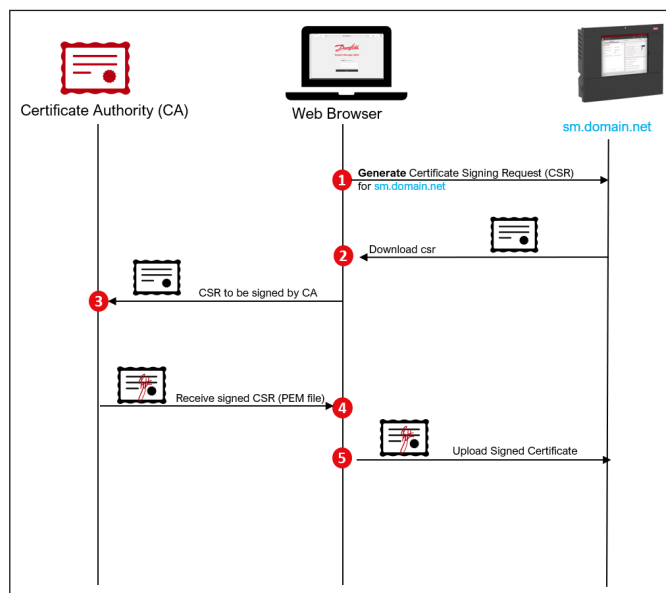 Danfoss
Certificate Authority (CA)
Web Browser
sm.domain.net
1
Generate Certificate Signing Request (CSR)
for sm.domain.net
2
Download csr
3
CSR to be signed by CA
Receive signed CSR (PEM file)
4
5
Upload Signed Certificate